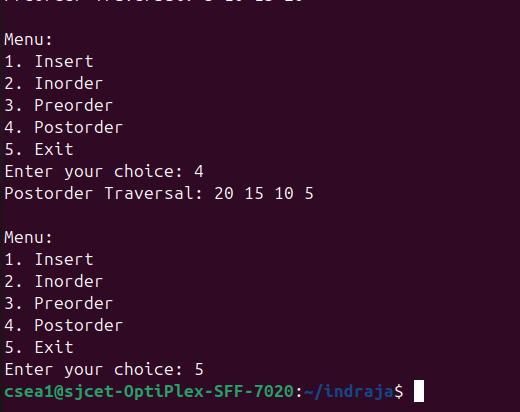 Menu:
1. Insert
2. Inorder
3. Preorder
4. Postorder
5. Exit
Enter your choice: 4
Postorder Traversal: 20 15 10 5
Menu:
1. Insert
2. Inorder
3. Preorder
4. Postorder
5. Exit
Enter your choice: 5
csea1@sjcet-OptiPlex-SFF-7020:~/indraja$